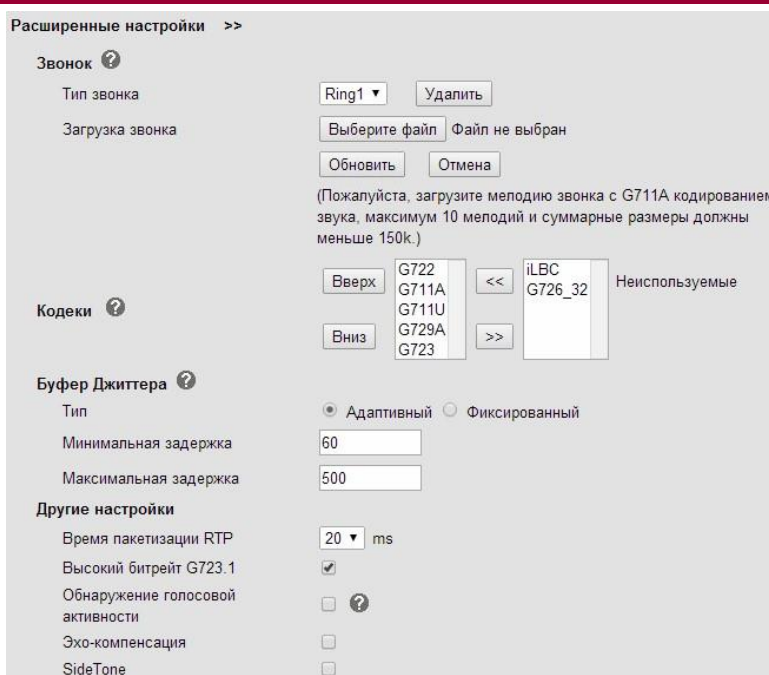 Расширенные настройки >>
Звонок ?
Тип звонка Ring1 ▼ Удалить
Загрузка звонка Выберите файл Файл не выбран
Обновить Отмена
(Пожалуйста, загрузите мелодию звонка с G711A кодированием
звука, максимум 10 мелодий и суммарные размеры должны
меньше 150k.)
Кодеки ?
Вверх
Вниз
G722
G711A
G711U
G729A
G723
<<
>>
iLBC
G726_32
Неиспользуемые
Буфер Джиттера ?
Тип Адаптивный Фиксированный
Минимальная задержка 60
Максимальная задержка 500
Другие настройки
Время пакетизации RTP 20 ▼ ms
Высокий битрейт G723.1
Обнаружение голосовой
активности ?
Эхо-компенсация
SideTone